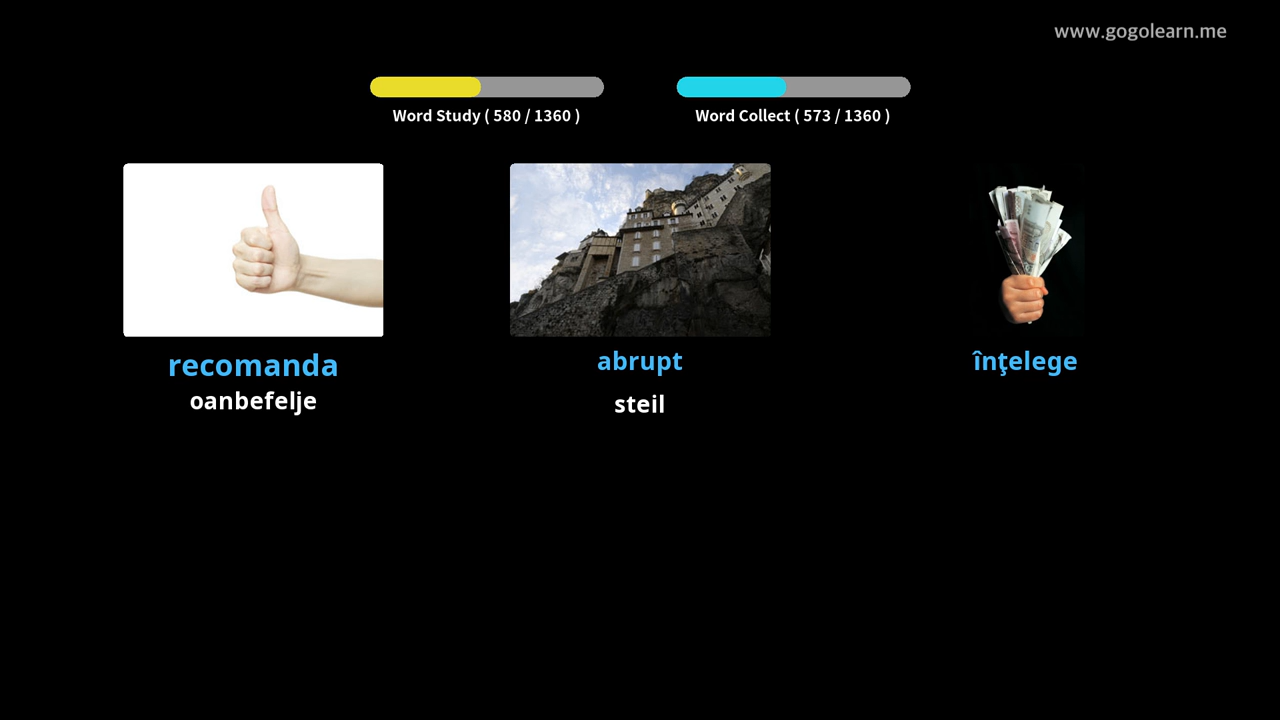 www.gogolearn.me
Word Study ( 580 / 1360 )
Word Collect ( 573 / 1360 )
recomanda
oanbefelje
abrupt
steil
înţelege